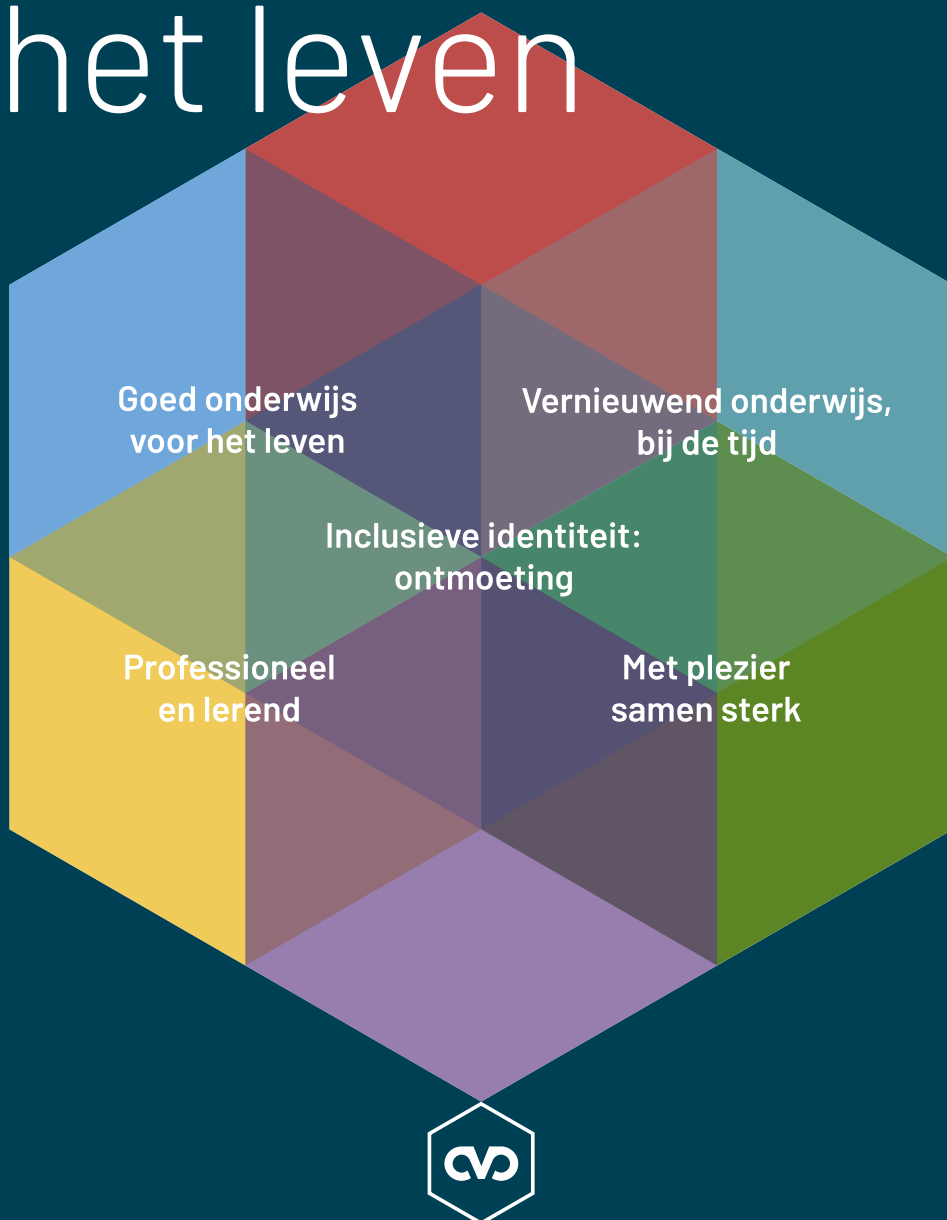 het leven
Goed onderwijs
voor het leven
Vernieuwend onderwijs,
bij de tijd
Inclusieve identiteit:
ontmoeting
Professioneel
en lerend
Met plezier
samen sterk
CVO